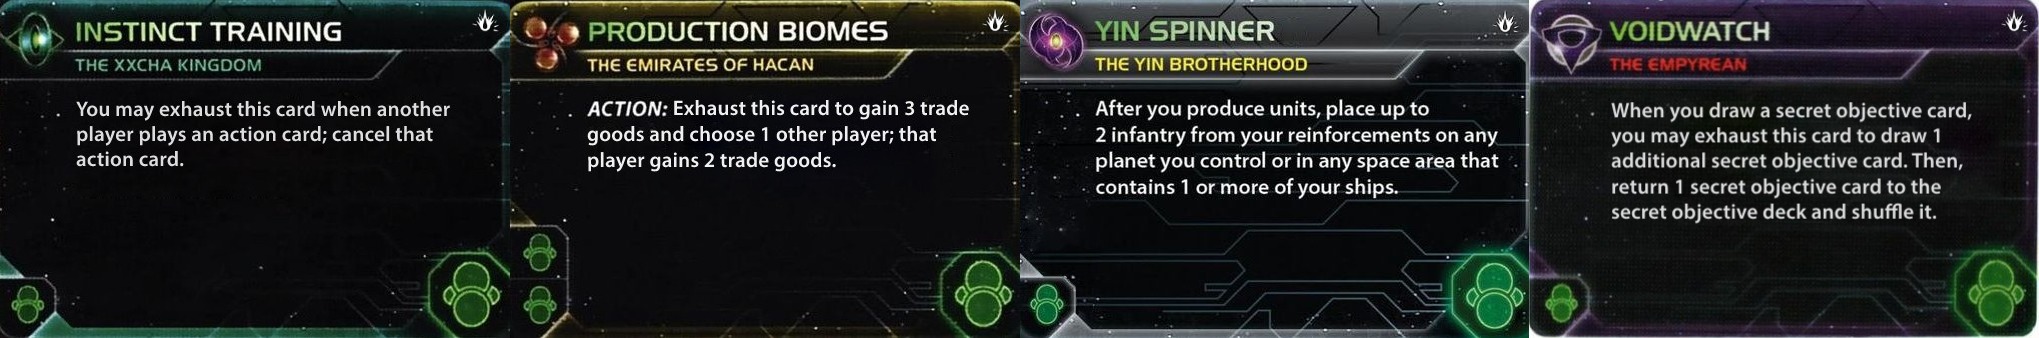 INSTINCT TRAINING
THE XXCHA KINGDOM
You may exhaust this card when another
player plays an action card; cancel that
action card.
PRODUCTION BIOMES
THE EMIRATES OF HACAN
ACTION: Exhaust this card to gain 3 trade
goods and choose 1 other player; that
player gains 2 trade goods.
YIN SPINNER
THE YIN BROTHERHOOD
After you produce units, place up to
2 infantry from your reinforcements on any
planet you control or in any space area that
contains 1 or more of your ships.
VOIDWATCH
THE EMPYREAN
When you draw a secret objective card,
you may exhaust this card to draw 1
additional secret objective card. Then,
return 1 secret objective card to the
secret objective deck and shuffle it.